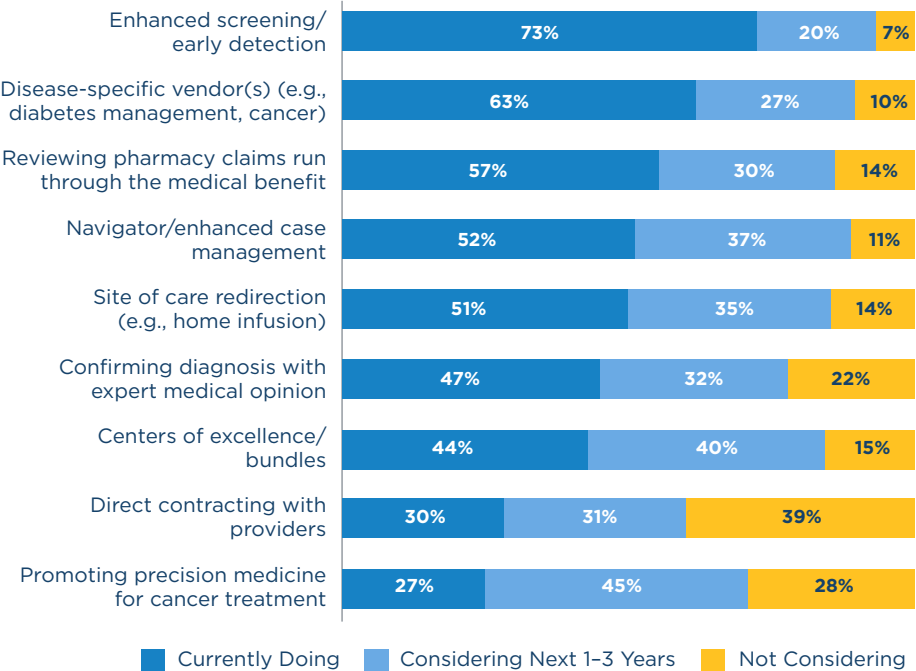 Enhanced screening/
early detection
73% 20% 7%
Disease-specific vendor(s) (e.g.,
diabetes management, cancer)
63% 27% 10%
Reviewing pharmacy claims run
through the medical benefit
57% 30% 14%
Navigator/enhanced case
management
52% 37% 11%
Site of care redirection
(e.g., home infusion)
51% 35% 14%
Confirming diagnosis with
expert medical opinion
47% 32% 22%
Centers of excellence/
bundles
44% 40% 15%
Direct contracting with
providers
30% 31% 39%
Promoting precision medicine
for cancer treatment
27% 45% 28%
Currently Doing Considering Next 1–3 Years Not Considering